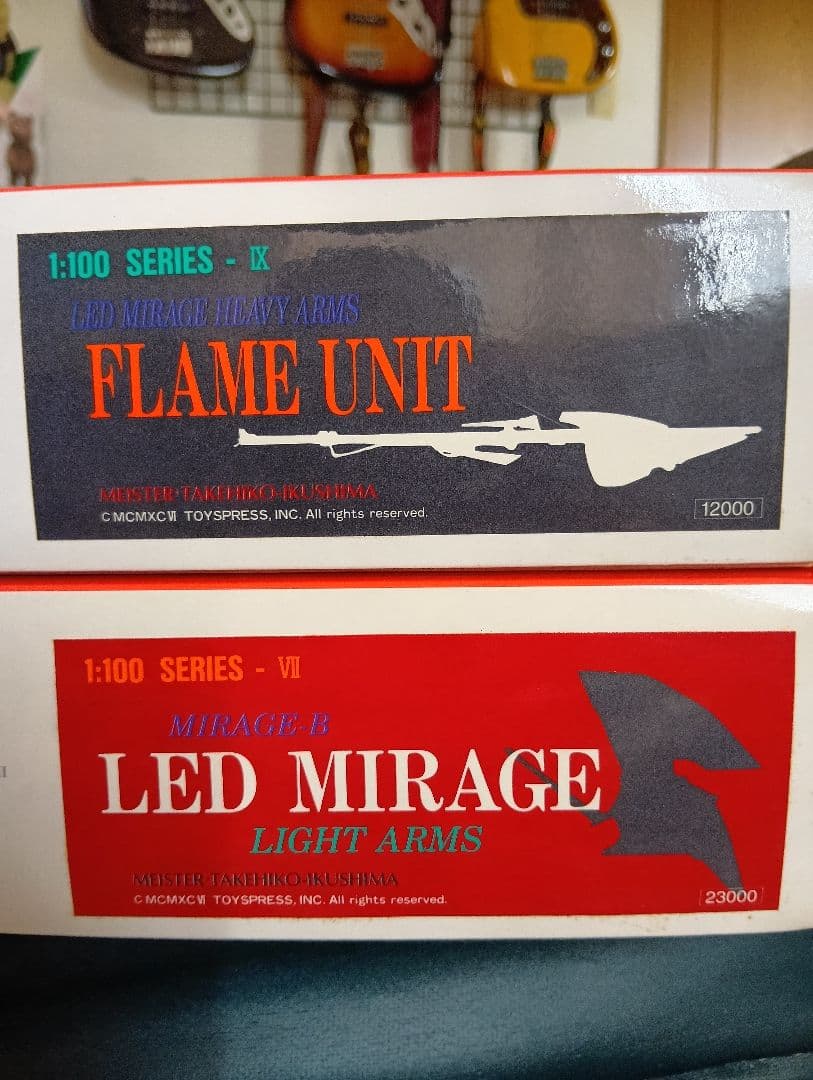 1:100 SERIES - Ⅸ
LED MIRAGE HEAVY ARMS
FLAME UNIT
MEISTER·TAKEHIKO·IKUSHIMA
C MCMXCⅥ TOYSPRESS, INC. All rights reserved.
12000
1:100 SERIES - Ⅶ
MIRAGE-B
LED MIRAGE
LIGHT ARMS
MEISTER·TAKEHIKO·IKUSHIMA
C MCMXCⅥ TOYSPRESS, INC. All rights reserved.
23000